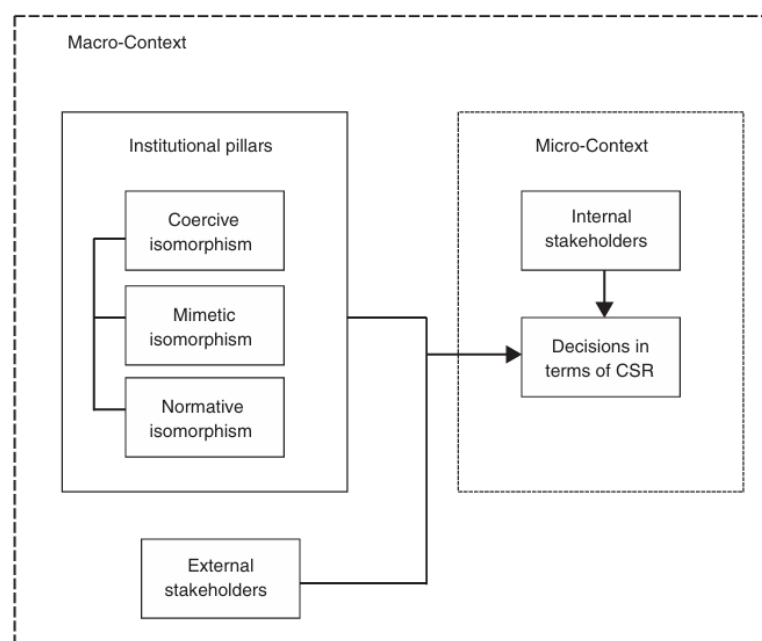 Macro-Context
Institutional pillars
Coercive
isomorphism
Mimetic
isomorphism
Normative
isomorphism
External
stakeholders
Micro-Context
Internal
stakeholders
Decisions in
terms of CSR